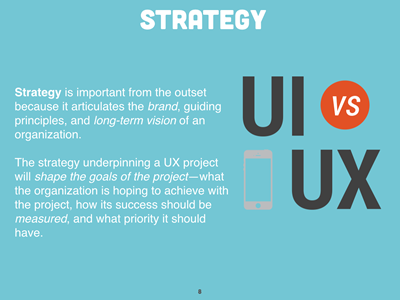 STRATEGY
Strategy is important from the outset
because it articulates the brand, guiding
principles, and long-term vision of an
organization.
The strategy underpinning a UX project
will shape the goals of the project—what
the organization is hoping to achieve with
the project, how its success should be
measured, and what priority it should
have.
UI VS
UX
8